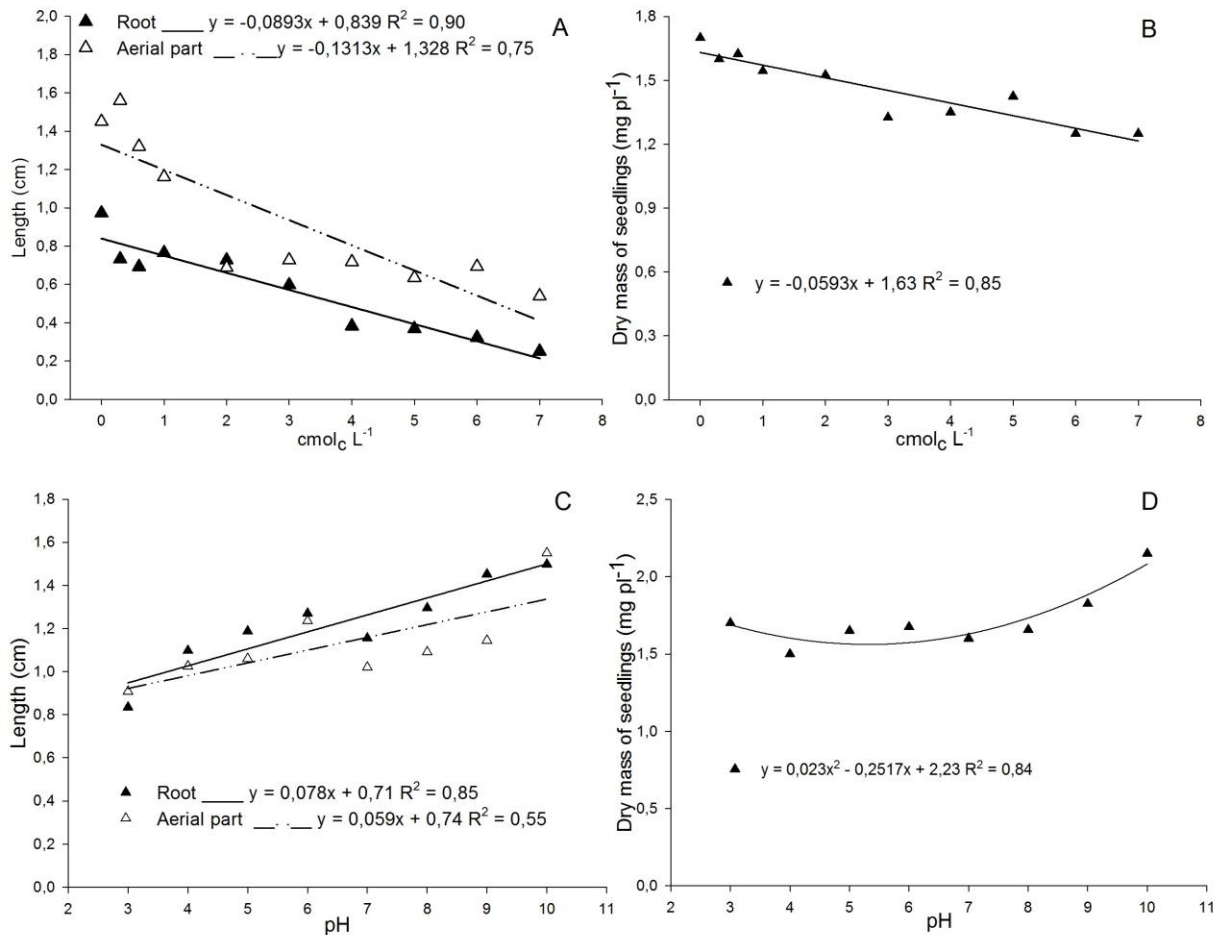 A
Root ____ y = -0,0893x + 0,839 R² = 0,90
Aerial part __ . . __ y = -0,1313x + 1,328 R² = 0,75
Length (cm)
2,0
1,8
1,6
1,4
1,2
1,0
0,8
0,6
0,4
0,2
0,0
0 1 2 3 4 5 6 7 8
cmolc L⁻¹
B
Dry mass of seedlings (mg pl⁻¹)
1,8
1,5
1,2
0,9
0,6
0,3
0,0
y = -0,0593x + 1,63 R² = 0,85
0 1 2 3 4 5 6 7 8
cmolc L⁻¹
C
Length (cm)
1,8
1,6
1,4
1,2
1,0
0,8
0,6
0,4
0,2
0,0
Root ____ y = 0,078x + 0,71 R² = 0,85
Aerial part __ . . __ y = 0,059x + 0,74 R² = 0,55
2 3 4 5 6 7 8 9 10 11
pH
D
Dry mass of seedlings (mg pl⁻¹)
2,5
2,0
1,5
1,0
0,5
0,0
y = 0,023x² - 0,2517x + 2,23 R² = 0,84
2 3 4 5 6 7 8 9 10 11
pH